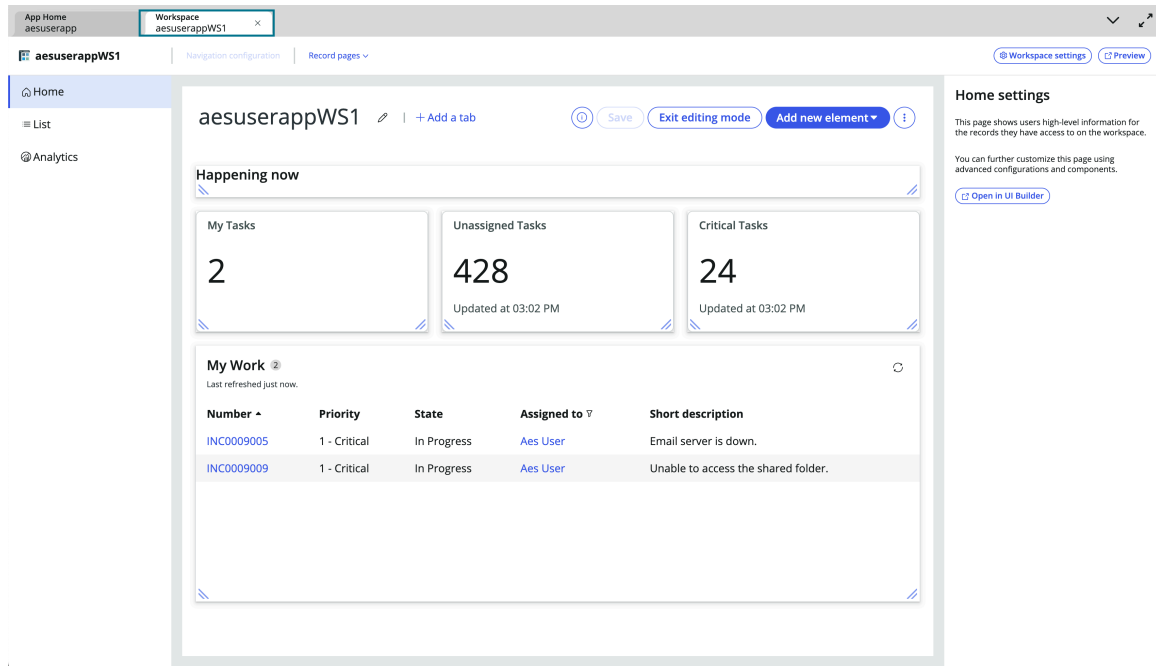 App Home
aesuserapp
Workspace
aesuserappWS1
aesuserappWS1
Navigation configuration
Record pages
Workspace settings
Preview
Home
List
Analytics
aesuserappWS1
+ Add a tab
Save
Exit editing mode
Add new element
Happening now
My Tasks
2
Unassigned Tasks
428
Updated at 03:02 PM
Critical Tasks
24
Updated at 03:02 PM
My Work 2
Last refreshed just now.
Number Priority State Assigned to Short description
INC0009005 1 - Critical In Progress Aes User Email server is down.
INC0009009 1 - Critical In Progress Aes User Unable to access the shared folder.
Home settings
This page shows users high-level information for
the records they have access to on the workspace.
You can further customize this page using
advanced configurations and components.
Open in UI Builder